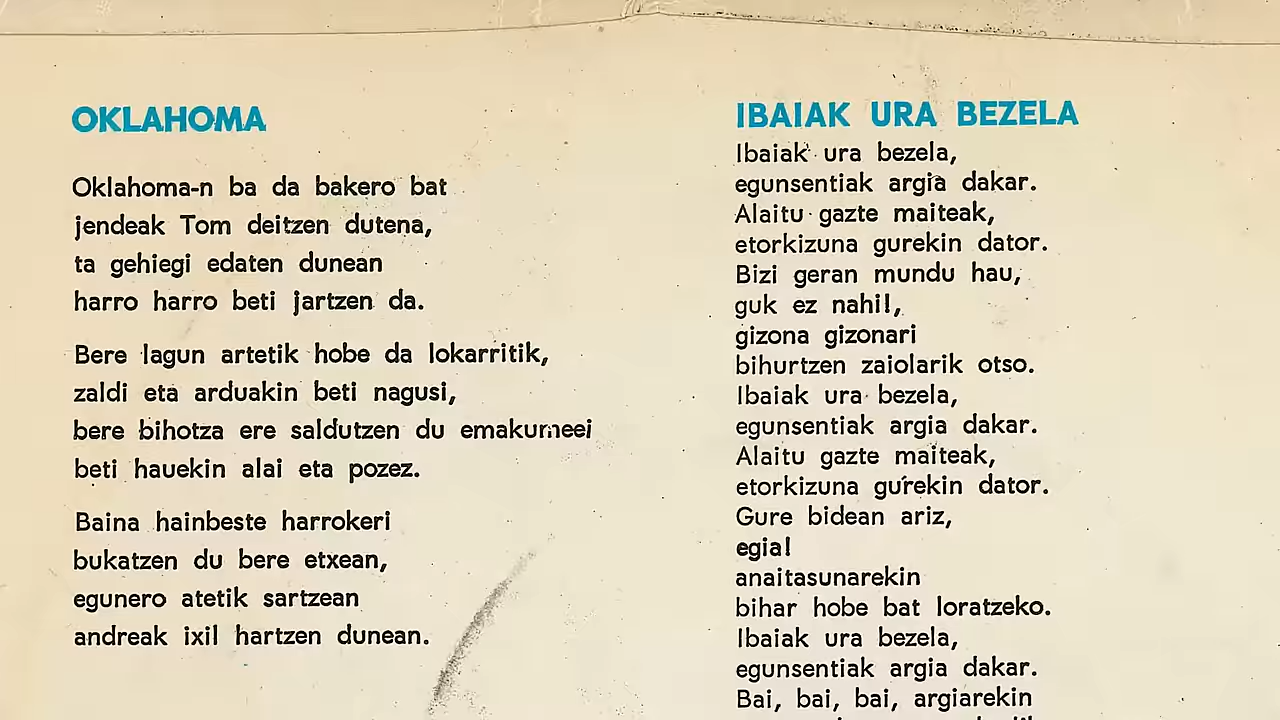 OKLAHOMA
Oklahoma-n ba da bakero bat
jendeak Tom deitzen dutena,
ta gehiegi edaten dunean
harro harro beti jartzen da.
Bere lagun artetik hobe da lokarritik,
zaldi eta arduakin beti nagusi,
bere bihotza ere saldutzen du emakumeei
beti hauekin alai eta pozez.
Baina hainbeste harrokeri
bukatzen du bere etxean,
egunero atetik sartzean
andreak ixil hartzen dunean.
IBAIAK URA BEZELA
Ibaiak ura bezela,
egunsentiak argia dakar.
Alaitu gazte maiteak,
etorkizuna gurekin dator.
Bizi geran mundu hau,
guk ez nahi!,
gizona gizonari
bihurtzen zaiolarik otso.
Ibaiak ura bezela,
egunsentiak argia dakar.
Alaitu gazte maiteak,
etorkizuna gurekin dator.
Gure bidean ariz,
egia!
anaitasunarekin
bihar hobe bat loratzeko.
Ibaiak ura bezela,
egunsentiak argia dakar.
Bai, bai, bai, argiarekin